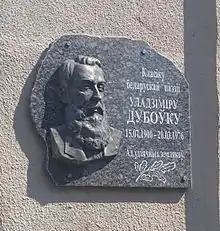 Класіку
беларускай паэзіі
УЛАДЗІМІРУ
ДУБОЎКУ
15.07.1900 - 20.03.1976
Ад удзячных землякоў